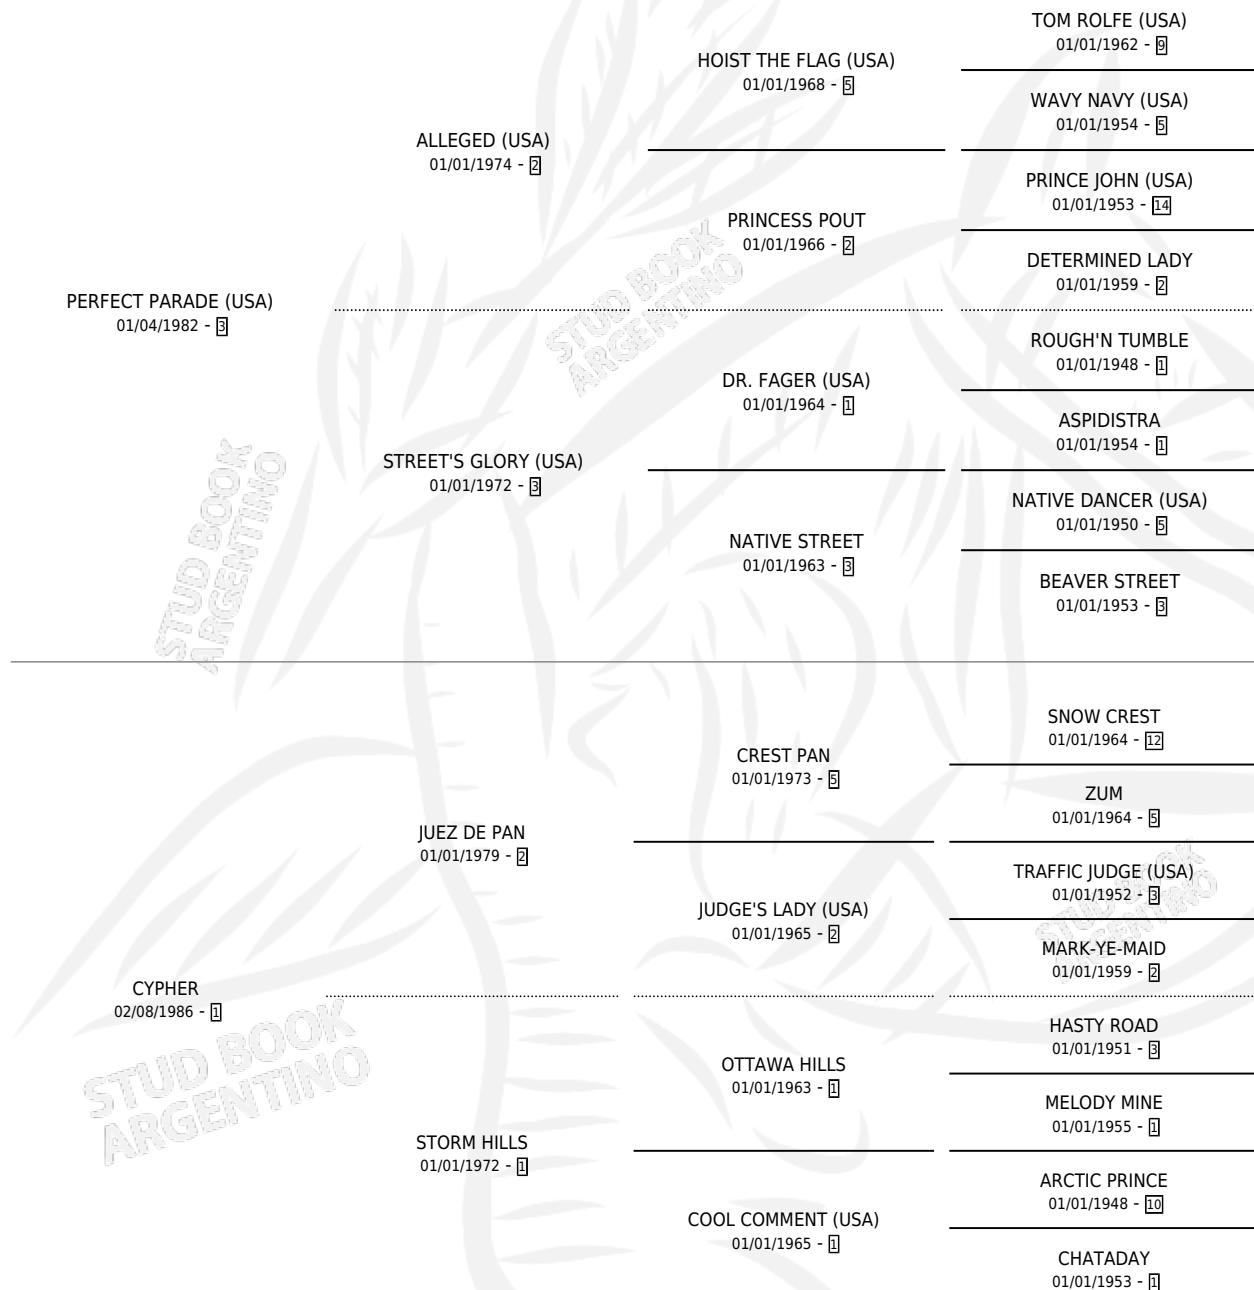 TOM ROLFE (USA)
01/01/1962 - 9
HOIST THE FLAG (USA)
01/01/1968 - 5
WAVY NAVY (USA)
01/01/1954 - 5
ALLEGED (USA)
01/01/1974 - 2
PRINCE JOHN (USA)
01/01/1953 - 14
PRINCESS POUT
01/01/1966 - 2
DETERMINED LADY
01/01/1959 - 2
PERFECT PARADE (USA)
01/04/1982 - 3
ROUGH'N TUMBLE
01/01/1948 - 1
DR. FAGER (USA)
01/01/1964 - 1
ASPIDISTRA
01/01/1954 - 1
STREET'S GLORY (USA)
01/01/1972 - 3
NATIVE DANCER (USA)
01/01/1950 - 5
NATIVE STREET
01/01/1963 - 3
BEAVER STREET
01/01/1953 - 3
STUD BOOK
ARGENTINO
STUD BOOK
ARGENTINO
SNOW CREST
01/01/1964 - 12
CREST PAN
01/01/1973 - 5
ZUM
01/01/1964 - 5
JUEZ DE PAN
01/01/1979 - 2
TRAFFIC JUDGE (USA)
01/01/1952 - 3
JUDGE'S LADY (USA)
01/01/1965 - 2
MARK-YE-MAID
01/01/1959 - 2
STUD BOOK
ARGENTINO
CYPHER
02/08/1986 - 1
HASTY ROAD
01/01/1951 - 3
OTTAWA HILLS
01/01/1963 - 1
MELODY MINE
01/01/1955 - 1
STORM HILLS
01/01/1972 - 1
ARCTIC PRINCE
01/01/1948 - 10
COOL COMMENT (USA)
01/01/1965 - 1
CHATADAY
01/01/1953 - 1
STUD BOOK
ARGENTINO